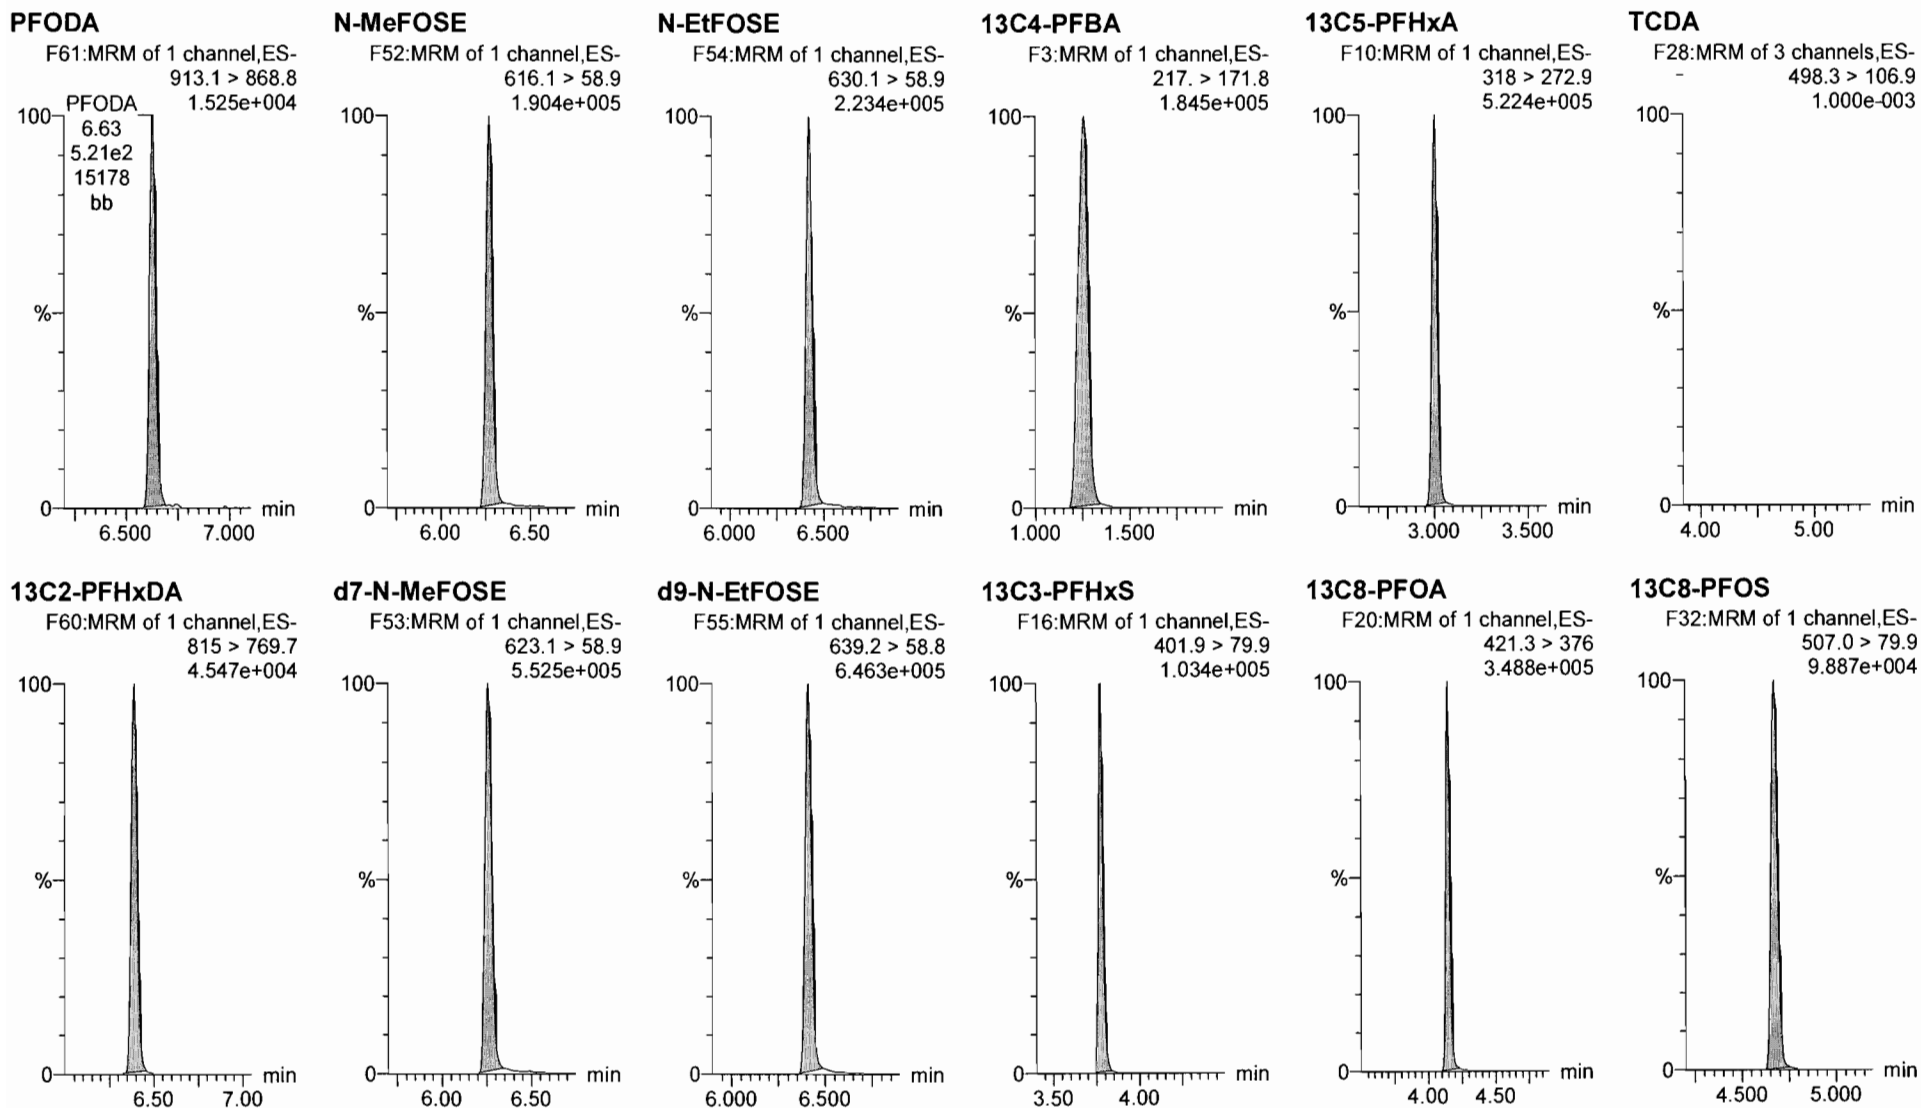 PFODA
F61:MRM of 1 channel,ES-
913.1 > 868.8
1.525e+004
PFODA
6.63
5.21e2
15178
bb
100
%
0
6.500 7.000 min
N-MeFOSE
F52:MRM of 1 channel,ES-
616.1 > 58.9
1.904e+005
100
%
0
6.00 6.50 min
N-EtFOSE
F54:MRM of 1 channel,ES-
630.1 > 58.9
2.234e+005
100
%
0
6.000 6.500 min
13C4-PFBA
F3:MRM of 1 channel,ES-
217. > 171.8
1.845e+005
100
%
0
1.000 1.500 min
13C5-PFHxA
F10:MRM of 1 channel,ES-
318 > 272.9
5.224e+005
100
%
0
3.000 3.500 min
TCDA
F28:MRM of 3 channels,ES-
498.3 > 106.9
1.000e-003
100
%
0
4.00 5.00 min
13C2-PFHxDA
F60:MRM of 1 channel,ES-
815 > 769.7
4.547e+004
100
%
0
6.50 7.00 min
d7-N-MeFOSE
F53:MRM of 1 channel,ES-
623.1 > 58.9
5.525e+005
100
%
0
6.00 6.50 min
d9-N-EtFOSE
F55:MRM of 1 channel,ES-
639.2 > 58.8
6.463e+005
100
%
0
6.000 6.500 min
13C3-PFHxS
F16:MRM of 1 channel,ES-
401.9 > 79.9
1.034e+005
100
%
0
3.50 4.00 min
13C8-PFOA
F20:MRM of 1 channel,ES-
421.3 > 376
3.488e+005
100
%
0
4.00 4.50 min
13C8-PFOS
F32:MRM of 1 channel,ES-
507.0 > 79.9
9.887e+004
100
%
0
4.500 5.000 min